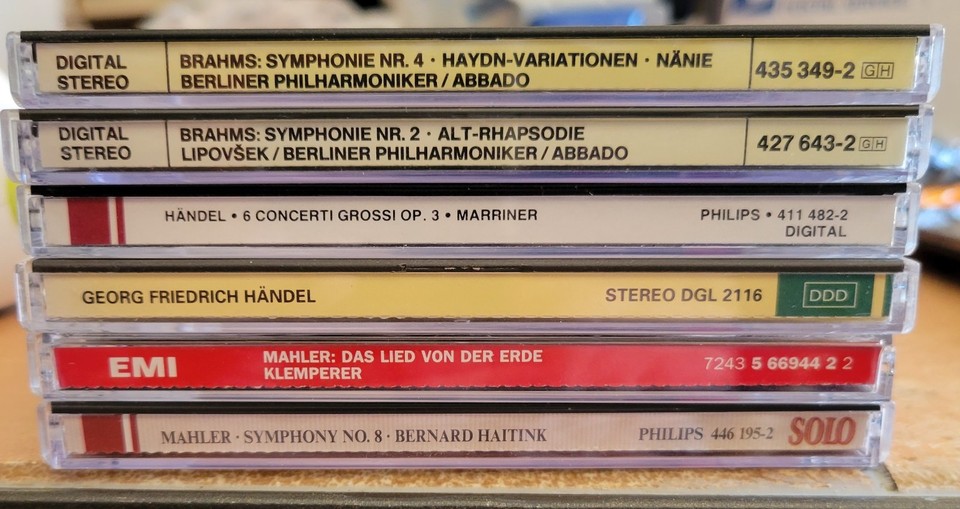 DIGITAL STEREO
BRAHMS: SYMPHONIE NR. 4 · HAYDN-VARIATIONEN · NÄNIE
BERLINER PHILHARMONIKER / ABBADO
435 349-2 GH
DIGITAL STEREO
BRAHMS: SYMPHONIE NR. 2 · ALT-RHAPSODIE
LIPOVŠEK / BERLINER PHILHARMONIKER / ABBADO
427 643-2 GH
HÄNDEL • 6 CONCERTI GROSSI OP. 3 • MARRINER
PHILIPS • 411 482-2
DIGITAL
GEORG FRIEDRICH HÄNDEL
STEREO DGL 2116
DDD
EMI
MAHLER: DAS LIED VON DER ERDE
KLEMPERER
7243 5 66944 2 2
MAHLER · SYMPHONY NO. 8 · BERNARD HAITINK
PHILIPS 446 195-2 SOLO